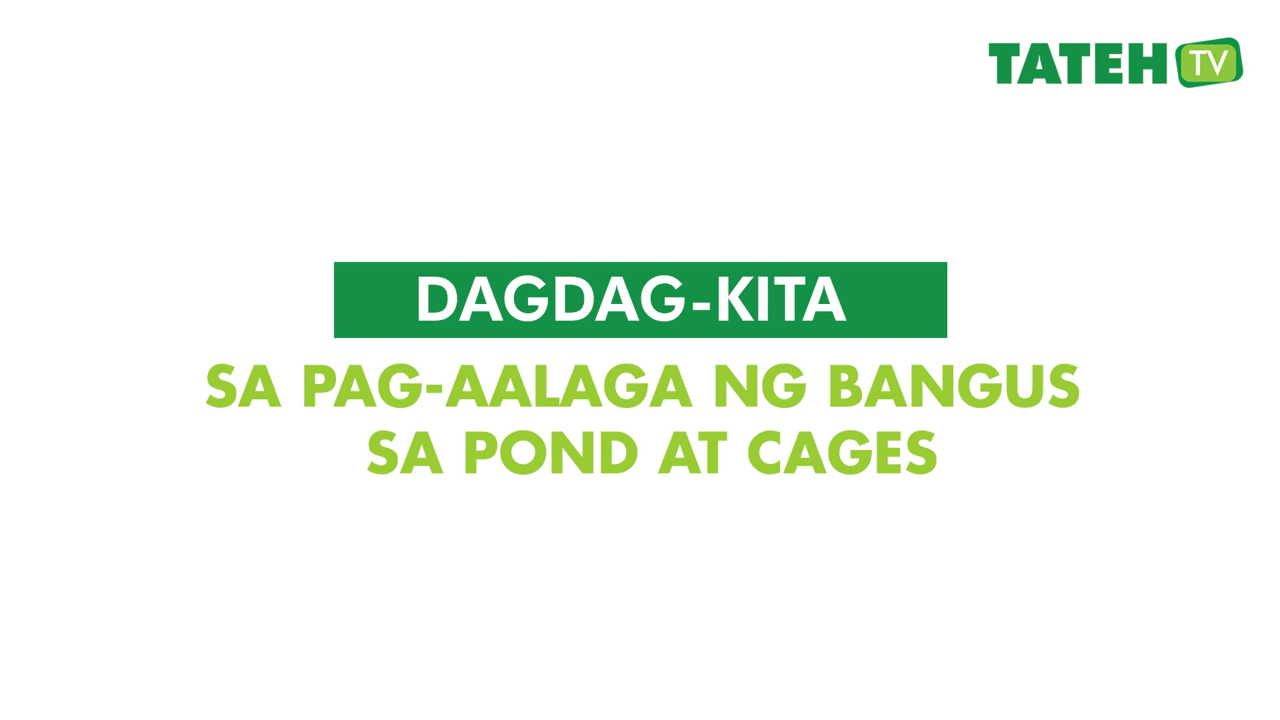 TATEH TV
DAGDAG-KITA
SA PAG-AALAGA NG BANGUS
SA POND AT CAGES